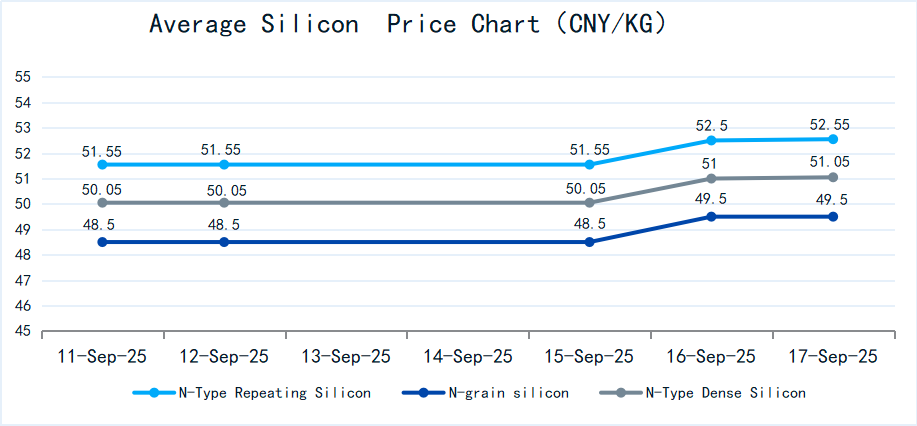 Average Silicon  Price Chart（CNY/KG）
55
54
53
52
51
50
49
48
47
46
45
51.55 51.55 51.55 52.5 52.55
50.05 50.05 50.05 51 51.05
48.5 48.5 48.5 49.5 49.5
11-Sep-25 12-Sep-25 13-Sep-25 14-Sep-25 15-Sep-25 16-Sep-25 17-Sep-25
N-Type Repeating Silicon N-grain silicon N-Type Dense Silicon